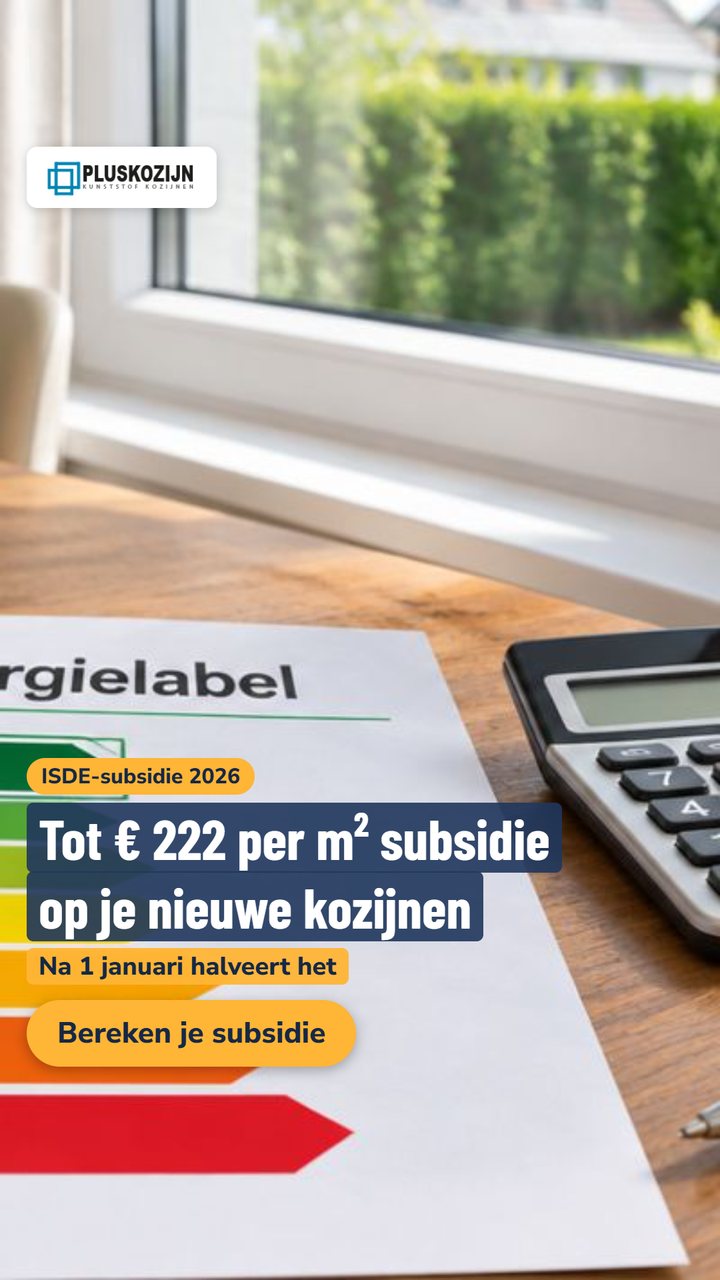 PLUSKOZIJN
KUNSTSTOF KOZIJNEN
rgielabel
7
4
ISDE-subsidie 2026
Tot € 222 per m² subsidie
op je nieuwe kozijnen
Na 1 januari halveert het
Bereken je subsidie